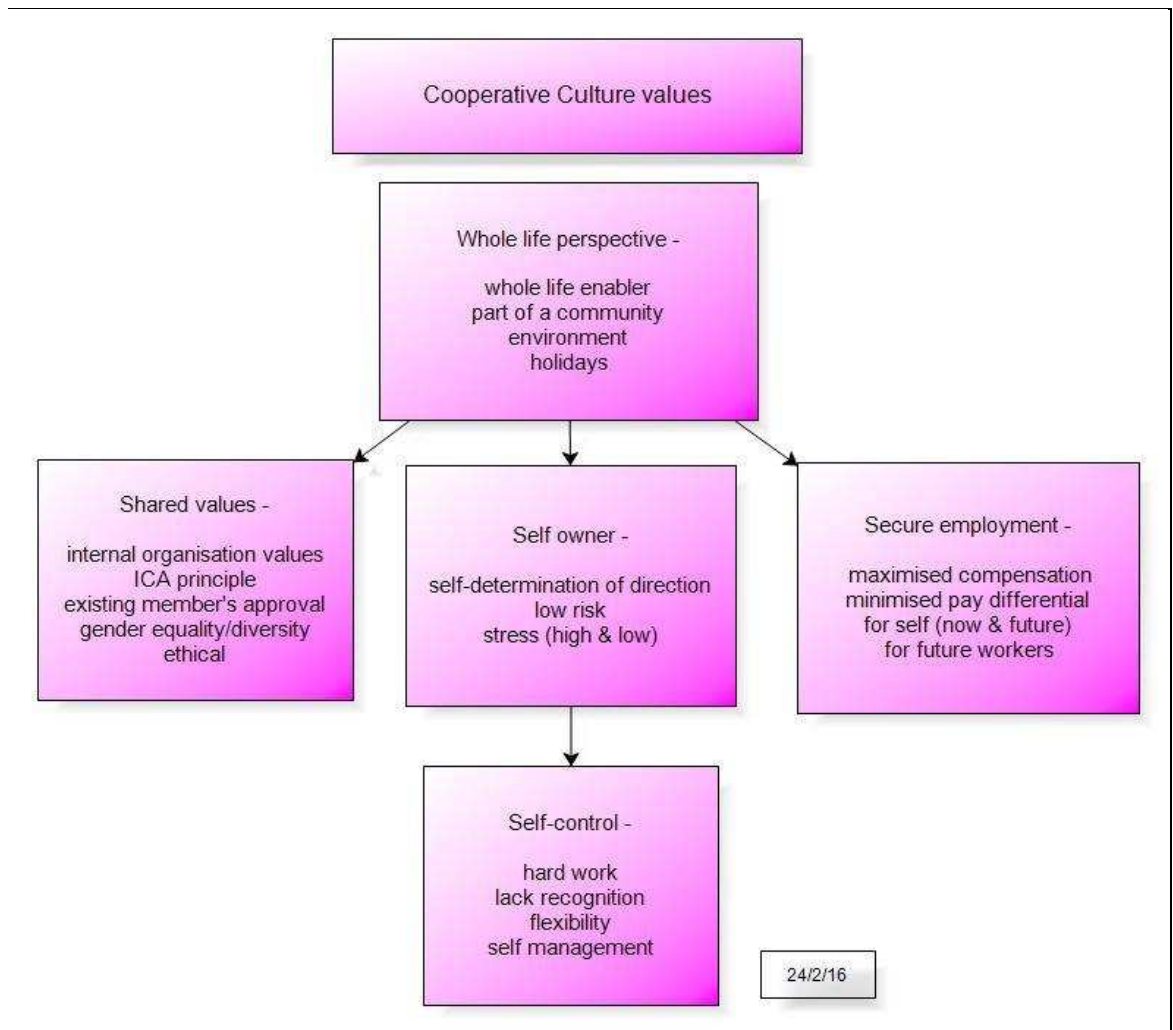 Cooperative Culture values
Whole life perspective -
whole life enabler
part of a community
environment
holidays
Shared values -
internal organisation values
ICA principle
existing member's approval
gender equality/diversity
ethical
Self owner -
self-determination of direction
low risk
stress (high & low)
Secure employment -
maximised compensation
minimised pay differential
for self (now & future)
for future workers
Self-control -
hard work
lack recognition
flexibility
self management
24/2/16